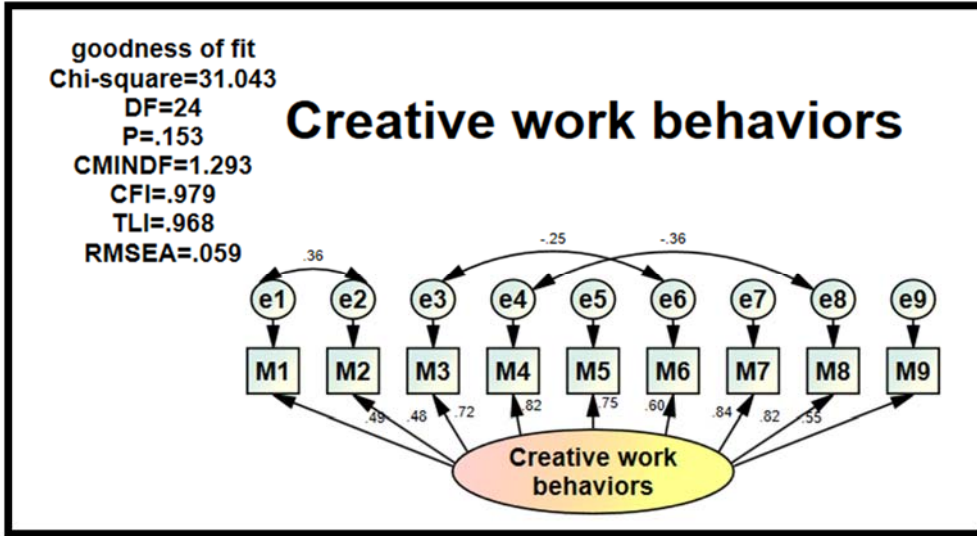 goodness of fit
Chi-square=31.043
DF=24
P=.153
CMINDF=1.293
CFI=.979
TLI=.968
RMSEA=.059
Creative work behaviors
.36
-.25
-.36
e1 e2 e3 e4 e5 e6 e7 e8 e9
M1 M2 M3 M4 M5 M6 M7 M8 M9
.49 .48 .72 .82 .75 .60 .84 .82 .55
Creative work
behaviors